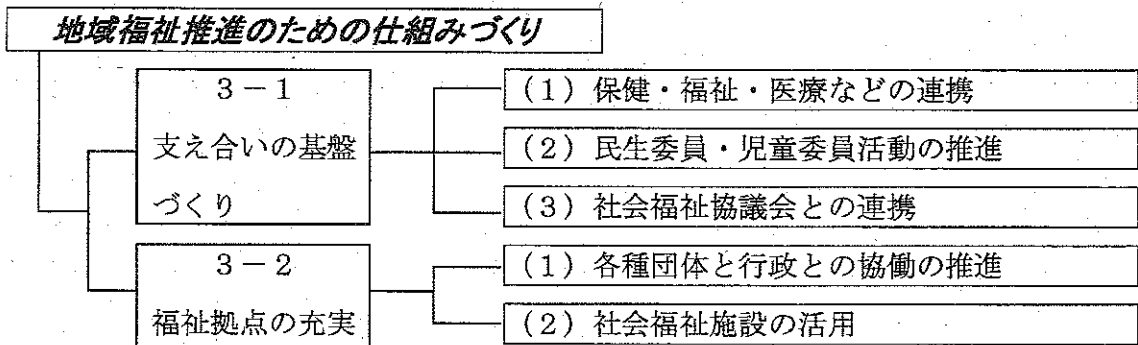 地域福祉推進のための仕組みづくり
3-1
支え合いの基盤
づくり
(1)保健・福祉・医療などの連携
(2)民生委員・児童委員活動の推進
(3)社会福祉協議会との連携
3-2
福祉拠点の充実
(1)各種団体と行政との協働の推進
(2)社会福祉施設の活用